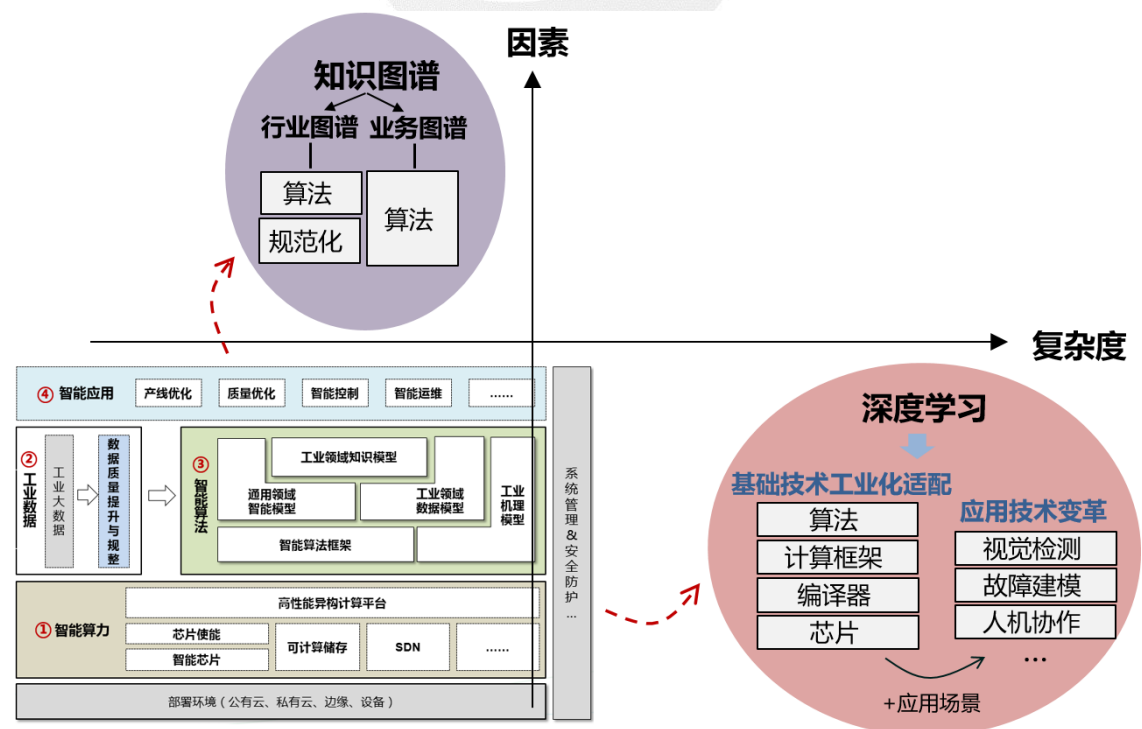 因素
知识图谱
行业图谱 业务图谱
算法
规范化
算法
复杂度
④ 智能应用
产线优化
质量优化
智能控制
智能运维
……
② 工业数据
工业大数据
数据质量提升与规整
③ 智能算法
工业领域知识模型
通用领域
智能模型
工业领域
数据模型
工业
机理
模型
智能算法框架
① 智能算力
高性能异构计算平台
芯片使能
智能芯片
可计算储存
SDN
……
部署环境（公有云、私有云、边缘、设备）
系统管理&安全防护…
深度学习
基础技术工业化适配
算法
计算框架
编译器
芯片
应用技术变革
视觉检测
故障建模
人机协作
…
+应用场景